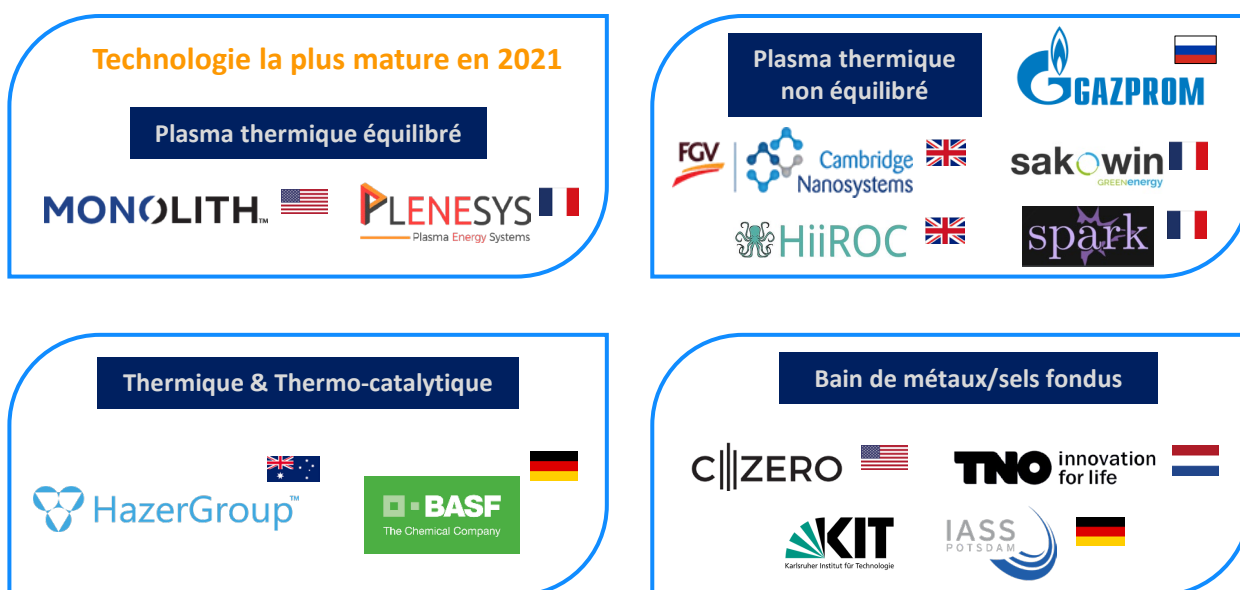 Technologie la plus mature en 2021
Plasma thermique équilibré
MONOLITH™
PLENESYS
Plasma Energy Systems
Plasma thermique
non équilibré
GAZPROM
FGV
Cambridge
Nanosystems
sakowin
GREENenergy
HiiROC
spark
Thermique & Thermo-catalytique
HazerGroup™
BASF
The Chemical Company
Bain de métaux/sels fondus
C|||ZERO
TNO innovation
for life
KIT
Karlsruher Institut für Technologie
IASS
POTSDAM